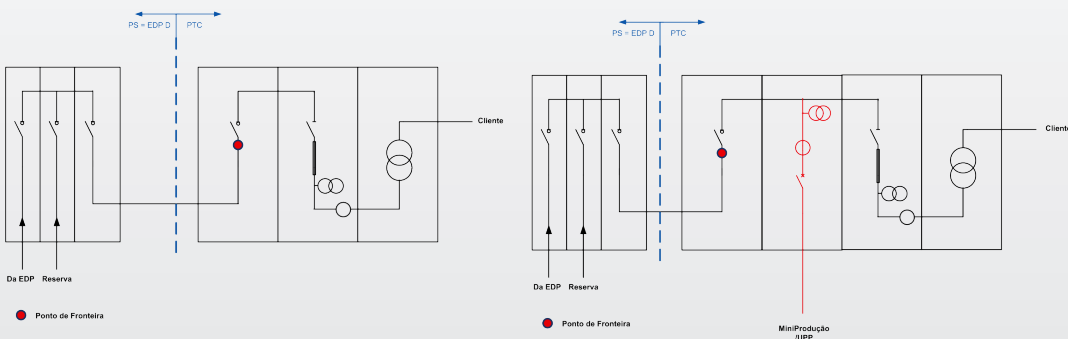 PS = EDP D PTC
Cliente
Da EDP Reserva
Ponto de Fronteira
PS = EDP D PTC
Cliente
Da EDP Reserva
Ponto de Fronteira
MiniProdução
/UPP